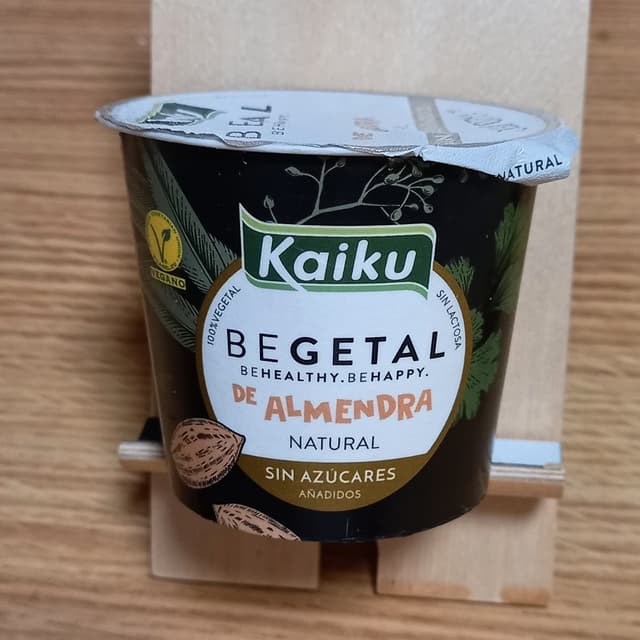 NATURAL
VEGANO
Kaiku
100% VEGETAL
SIN LACTOSA
BEGETAL
BEHEALTHY.BEHAPPY.
DE ALMENDRA
NATURAL
SIN AZÚCARES
AÑADIDOS